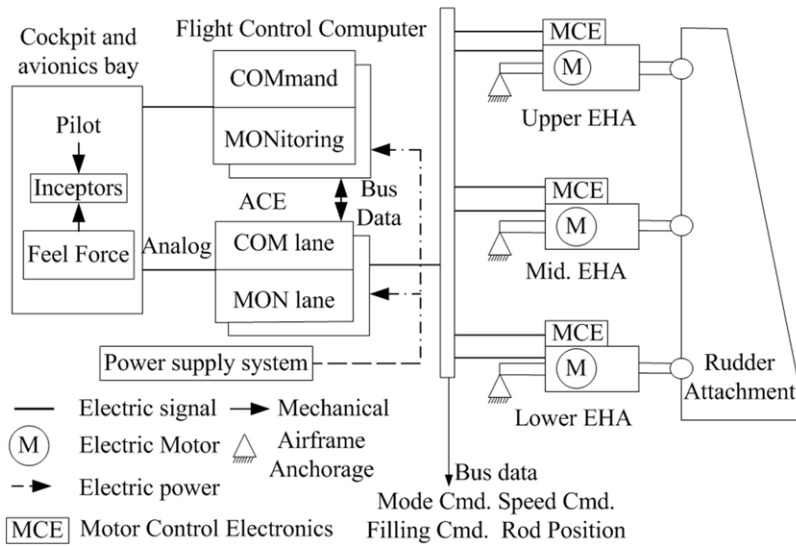 Cockpit and
avionics bay
Pilot
Inceptors
Feel Force
Analog
Flight Control Comuputer
COMmand
MONitoring
ACE
Bus
Data
COM lane
MON lane
Power supply system
MCE
M
Upper EHA
MCE
M
Mid. EHA
MCE
M
Lower EHA
Rudder
Attachment
Electric signal
Mechanical
M
Electric Motor
Airframe
Anchorage
Electric power
MCE
Motor Control Electronics
Bus data
Mode Cmd. Speed Cmd.
Filling Cmd. Rod Position